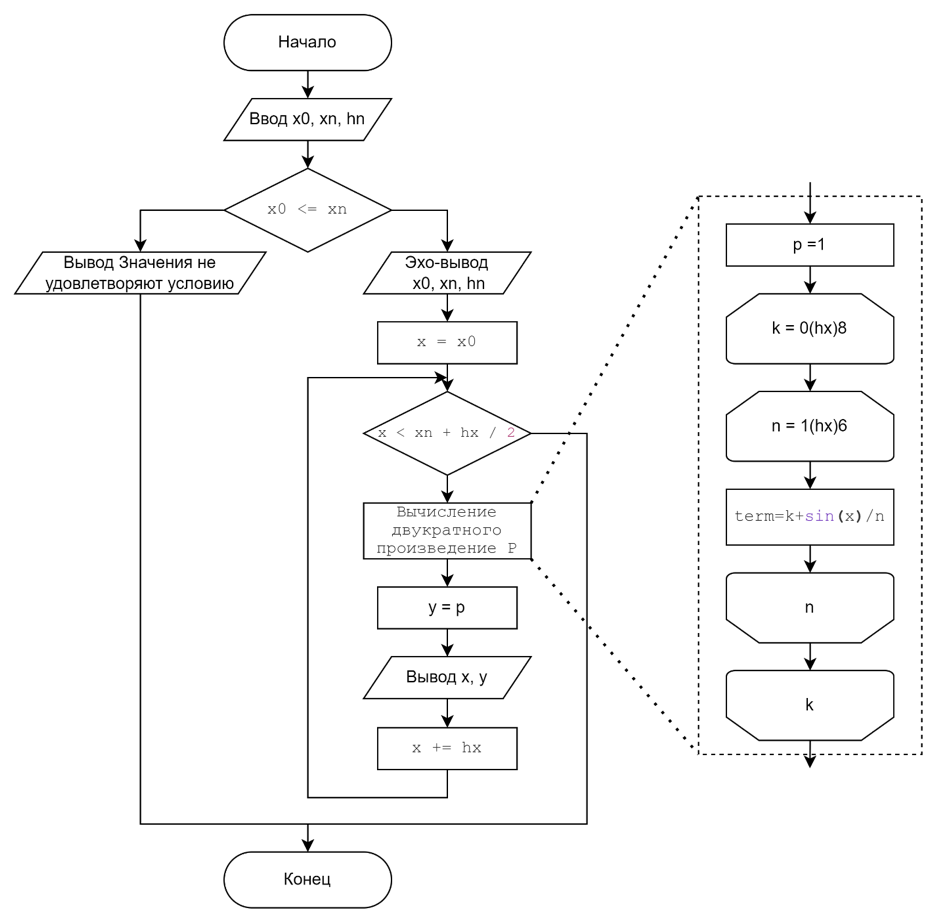 Начало
Ввод x0, xn, hn
x0 <= xn
Вывод Значения не
удовлетворяют условию
Эхо-вывод
x0, xn, hn
x = x0
x < xn + hx / 2
Вычисление
двукратного
произведение P
y = p
Вывод x, y
x += hx
Конец
p =1
k = 0(hx)8
n = 1(hx)6
term=k+sin(x)/n
n
k